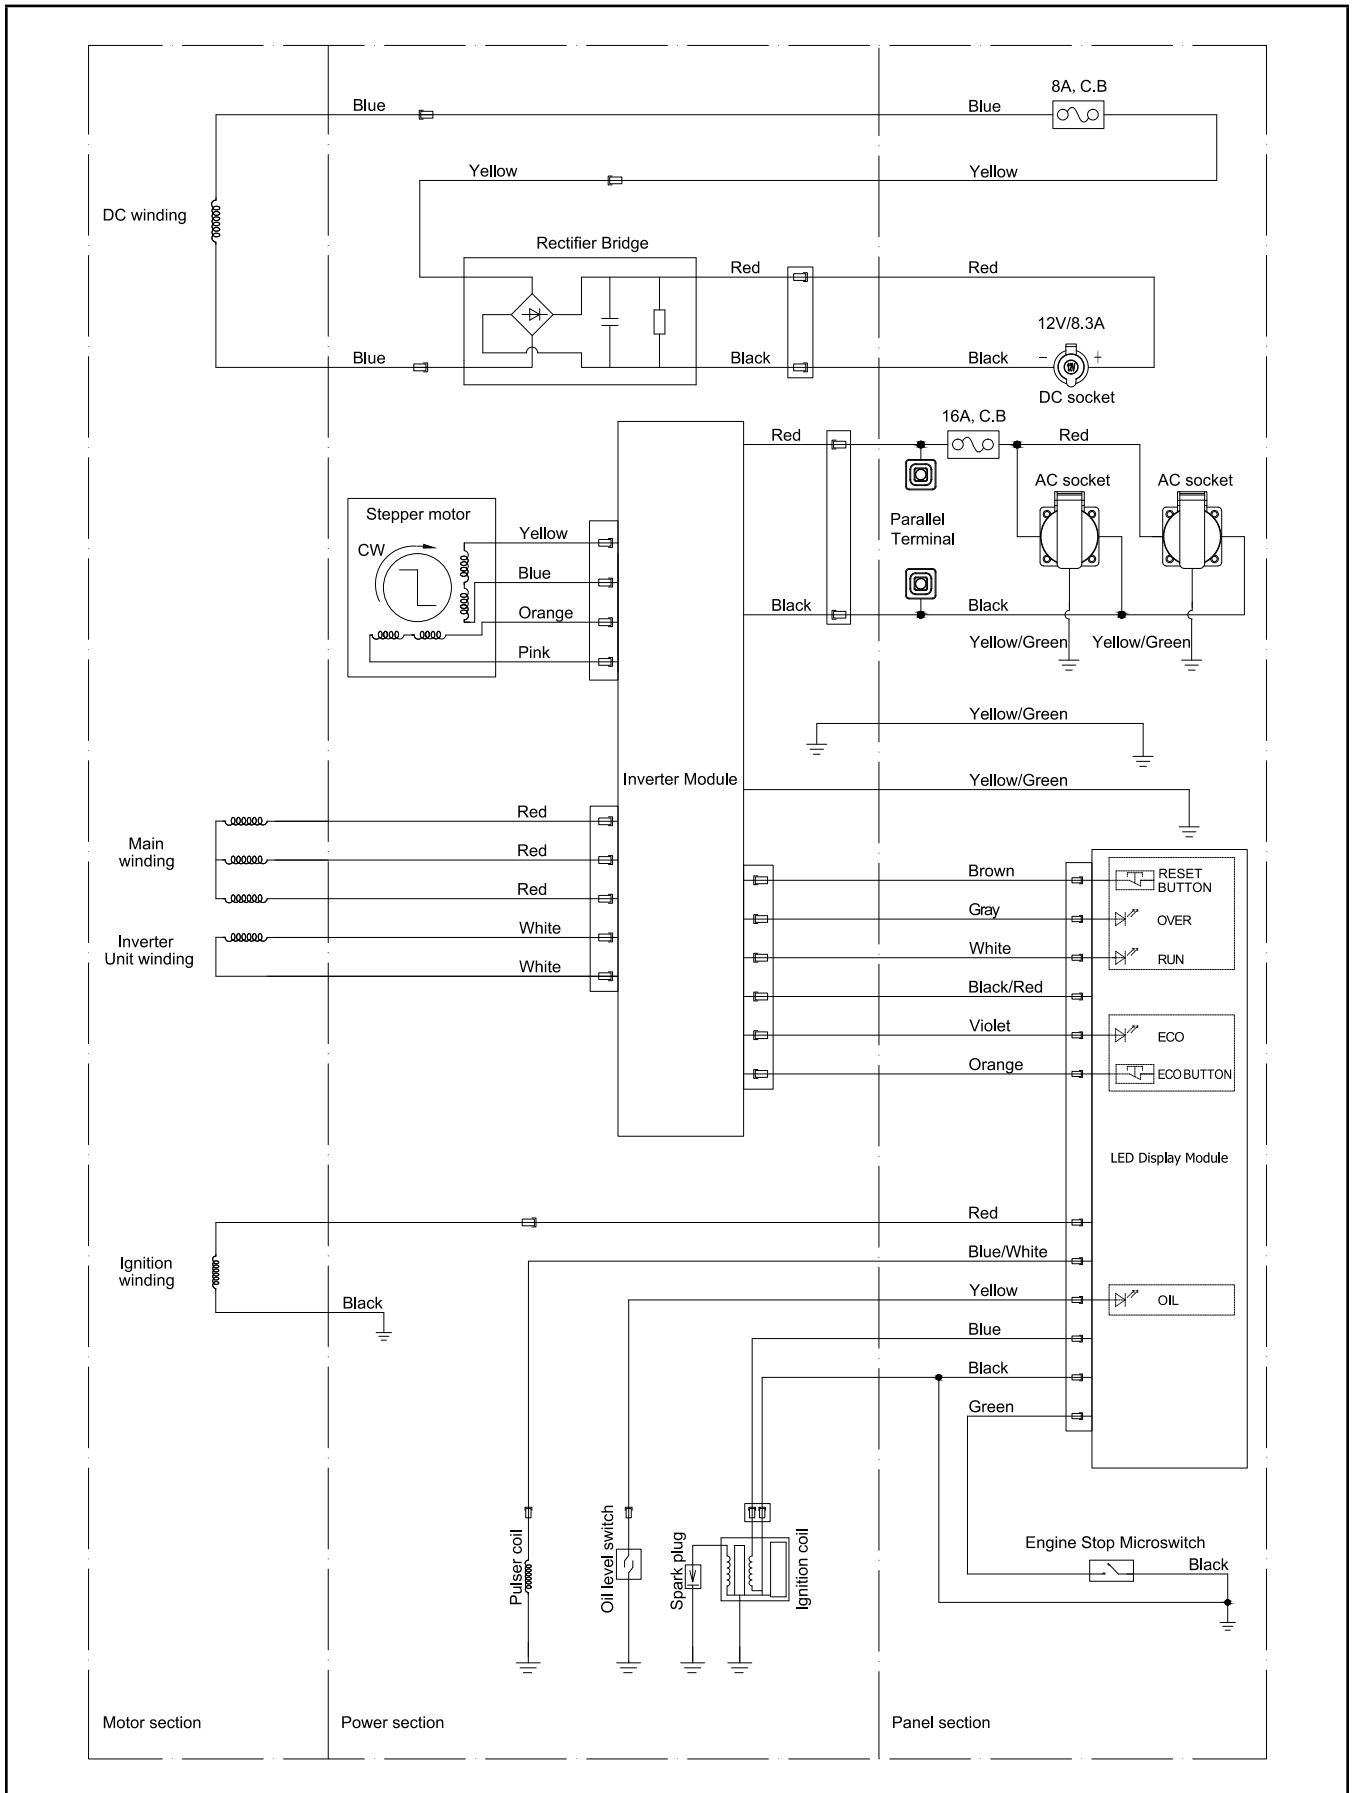 8A, C.B
Blue
Blue
Yellow
Yellow
DC winding
Rectifier Bridge
Red
Red
12V/8.3A
Blue
Black
Black
- +
12V
DC socket
16A, C.B
Red
Red
AC socket
AC socket
Stepper motor
CW
Yellow
Blue
Orange
Pink
Parallel
Terminal
Black
Black
Yellow/Green
Yellow/Green
Yellow/Green
Inverter Module
Yellow/Green
Main
winding
Red
Red
Red
White
White
Inverter
Unit winding
Brown
Gray
White
Black/Red
Violet
Orange
RESET
BUTTON
OVER
RUN
ECO
ECO BUTTON
LED Display Module
Ignition
winding
Black
Red
Blue/White
Yellow
OIL
Blue
Black
Green
Pulser coil
Oil level switch
Spark plug
Ignition coil
Engine Stop Microswitch
Black
Motor section
Power section
Panel section